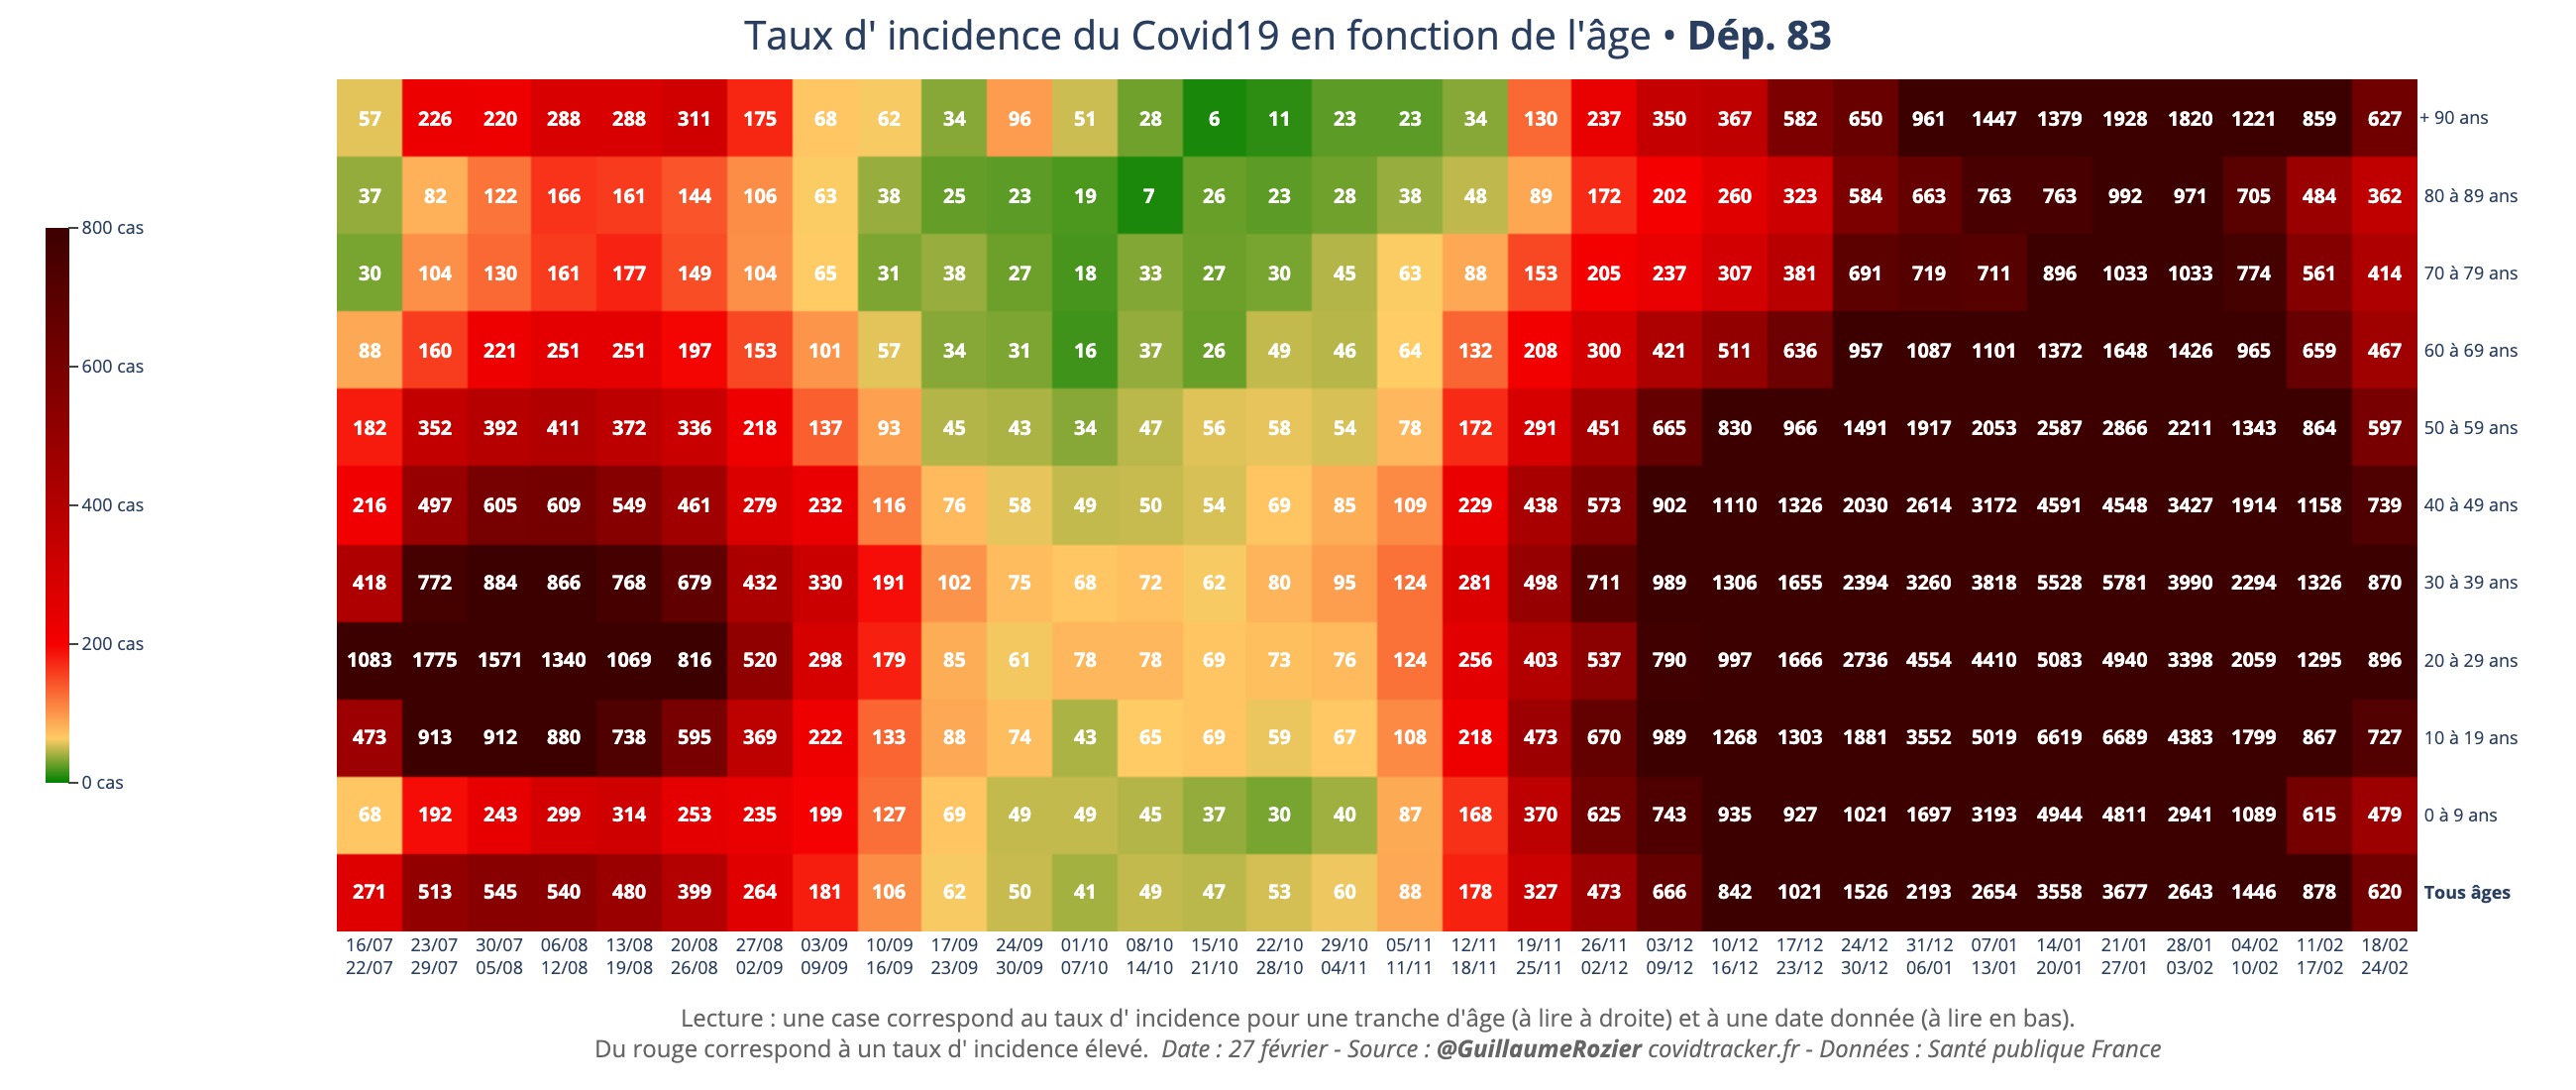 Taux d' incidence du Covid19 en fonction de l'âge • Dép. 83
800 cas
600 cas
400 cas
200 cas
0 cas
57 226 220 288 288 311 175 68 62 34 96 51 28 6 11 23 23 34 130 237 350 367 582 650 961 1447 1379 1928 1820 1221 859 627 + 90 ans
37 82 122 166 161 144 106 63 38 25 23 19 7 26 23 28 38 48 89 172 202 260 323 584 663 763 763 992 971 705 484 362 80 à 89 ans
30 104 130 161 177 149 104 65 31 38 27 18 33 27 30 45 63 88 153 205 237 307 381 691 719 711 896 1033 1033 774 561 414 70 à 79 ans
88 160 221 251 251 197 153 101 57 34 31 16 37 26 49 46 64 132 208 300 421 511 636 957 1087 1101 1372 1648 1426 965 659 467 60 à 69 ans
182 352 392 411 372 336 218 137 93 45 43 34 47 56 58 54 78 172 291 451 665 830 966 1491 1917 2053 2587 2866 2211 1343 864 597 50 à 59 ans
216 497 605 609 549 461 279 232 116 76 58 49 50 54 69 85 109 229 438 573 902 1110 1326 2030 2614 3172 4591 4548 3427 1914 1158 739 40 à 49 ans
418 772 884 866 768 679 432 330 191 102 75 68 72 62 80 95 124 281 498 711 989 1306 1655 2394 3260 3818 5528 5781 3990 2294 1326 870 30 à 39 ans
1083 1775 1571 1340 1069 816 520 298 179 85 61 78 78 69 73 76 124 256 403 537 790 997 1666 2736 4554 4410 5083 4940 3398 2059 1295 896 20 à 29 ans
473 913 912 880 738 595 369 222 133 88 74 43 65 69 59 67 108 218 473 670 989 1268 1303 1881 3552 5019 6619 6689 4383 1799 867 727 10 à 19 ans
68 192 243 299 314 253 235 199 127 69 49 49 45 37 30 40 87 168 370 625 743 935 927 1021 1697 3193 4944 4811 2941 1089 615 479 0 à 9 ans
271 513 545 540 480 399 264 181 106 62 50 41 49 47 53 60 88 178 327 473 666 842 1021 1526 2193 2654 3558 3677 2643 1446 878 620 Tous âges
16/07 23/07 30/07 06/08 13/08 20/08 27/08 03/09 10/09 17/09 24/09 01/10 08/10 15/10 22/10 29/10 05/11 12/11 19/11 26/11 03/12 10/12 17/12 24/12 31/12 07/01 14/01 21/01 28/01 04/02 11/02 18/02
22/07 29/07 05/08 12/08 19/08 26/08 02/09 09/09 16/09 23/09 30/09 07/10 14/10 21/10 28/10 04/11 11/11 18/11 25/11 02/12 09/12 16/12 23/12 30/12 06/01 13/01 20/01 27/01 03/02 10/02 17/02 24/02
Lecture : une case correspond au taux d' incidence pour une tranche d'âge (à lire à droite) et à une date donnée (à lire en bas).
Du rouge correspond à un taux d' incidence élevé. Date : 27 février - Source : @GuillaumeRozier covidtracker.fr - Données : Santé publique France